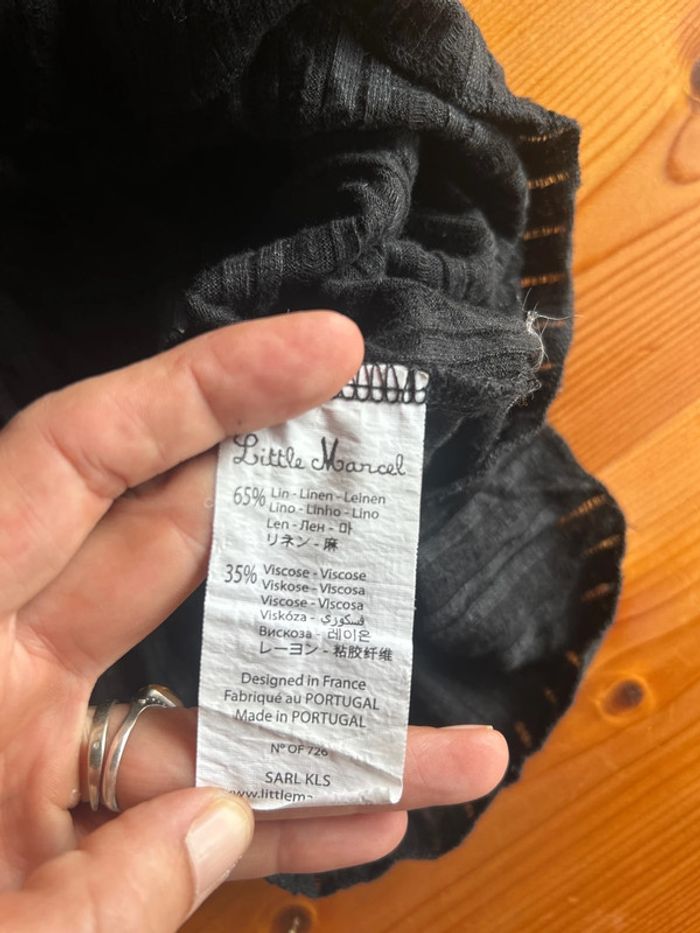 Little Marcel
65% Lin - Linen - Leinen
Lino - Linho - Lino
Len - Лен - 마
リネン - 麻
35% Viscose - Viscose
Viskose - Viscosa
Viscose - Viscosa
Viskóza - فسكوزي
Вискоза - 레이온
レーヨン - 粘胶纤维
Designed in France
Fabriqué au PORTUGAL
Made in PORTUGAL
Nº OF 726
SARL KLS